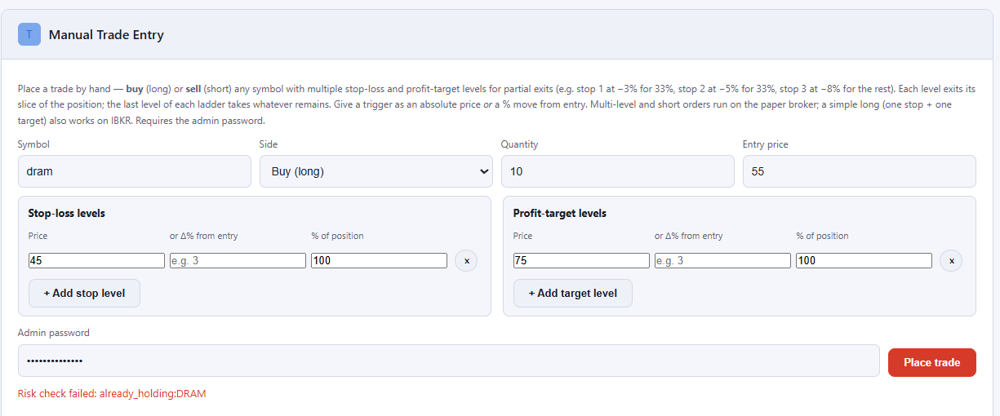 T Manual Trade Entry
Place a trade by hand — buy (long) or sell (short) any symbol with multiple stop-loss and profit-target levels for partial exits (e.g. stop 1 at −3% for 33%, stop 2 at −5% for 33%, stop 3 at −8% for the rest). Each level exits its
slice of the position; the last level of each ladder takes whatever remains. Give a trigger as an absolute price or a % move from entry. Multi-level and short orders run on the paper broker; a simple long (one stop + one
target) also works on IBKR. Requires the admin password.
Symbol Side Quantity Entry price
dram Buy (long) 10 55
Stop-loss levels
Price or Δ% from entry % of position
45 e.g. 3 100 x
+ Add stop level
Profit-target levels
Price or Δ% from entry % of position
75 e.g. 3 100 x
+ Add target level
Admin password
•••••••••••••• Place trade
Risk check failed: already_holding:DRAM